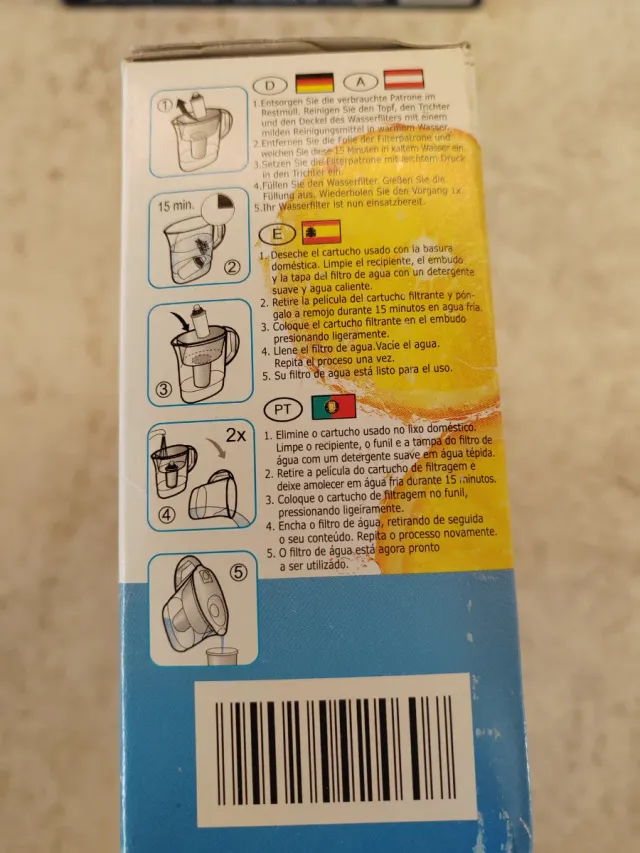 1
15 min.
2
3
2x
4
5
D A
1.Entsorgen Sie die verbrauchte Patrone im
Restmüll. Reinigen Sie den Topf, den Trichter
und den Deckel des Wasserfilters mit einem
milden Reinigungsmittel in warmem Wasser.
2.Entfernen Sie die Folie der Filterpatrone und
weichen Sie diese 15 Minuten in kaltem Wasser ein.
3.Setzen Sie die Filterpatrone mit leichtem Druck
in den Trichter ein.
4.Füllen Sie den Wasserfilter. Gießen Sie die
Füllung aus. Wiederholen Sie den Vorgang 1x.
5.Ihr Wasserfilter ist nun einsatzbereit.
E
1. Deseche el cartucho usado con la basura
doméstica. Limpie el recipiente, el embudo
y la tapa del filtro de agua con un detergente
suave y agua caliente.
2. Retire la película del cartucho filtrante y pón-
galo a remojo durante 15 minutos en agua fría.
3. Coloque el cartucho filtrante en el embudo
presionando ligeramente.
4. Llene el filtro de agua.Vacíe el agua.
Repita el proceso una vez.
5. Su filtro de agua está listo para el uso.
PT
1. Elimine o cartucho usado no lixo doméstico.
Limpe o recipiente, o funil e a tampa do filtro de
água com um detergente suave em água tépida.
2. Retire a película do cartucho de filtragem e
deixe amolecer em água fria durante 15 minutos.
3. Coloque o cartucho de filtragem no funil,
pressionando ligeiramente.
4. Encha o filtro de água, retirando de seguida
o seu conteúdo. Repita o processo novamente.
5. O filtro de água está agora pronto
a ser utilizado.